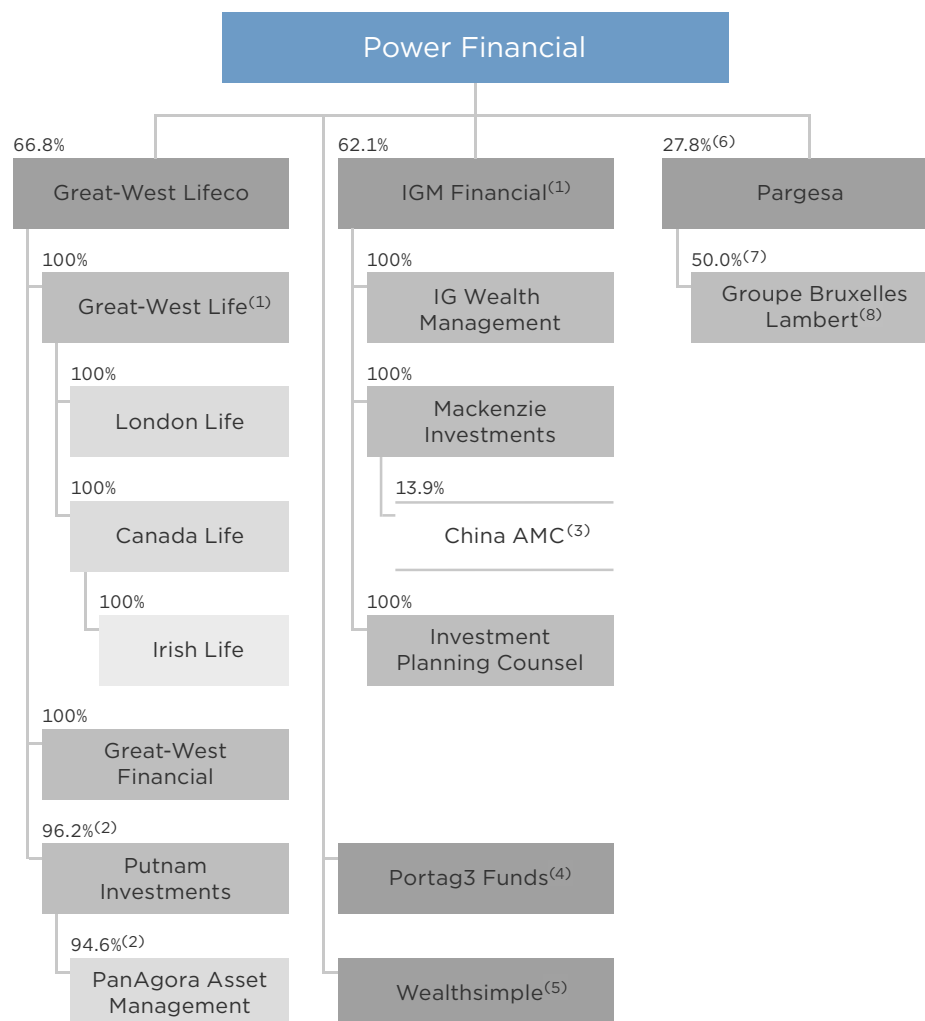 Power Financial
66.8%
Great-West Lifeco
100%
Great-West Life(1)
100%
London Life
100%
Canada Life
100%
Irish Life
100%
Great-West
Financial
96.2%(2)
Putnam
Investments
94.6%(2)
PanAgora Asset
Management
62.1%
IGM Financial(1)
100%
IG Wealth
Management
100%
Mackenzie
Investments
13.9%
China AMC(3)
100%
Investment
Planning Counsel
Portag3 Funds(4)
Wealthsimple(5)
27.8%(6)
Pargesa
50.0%(7)
Groupe Bruxelles
Lambert(8)